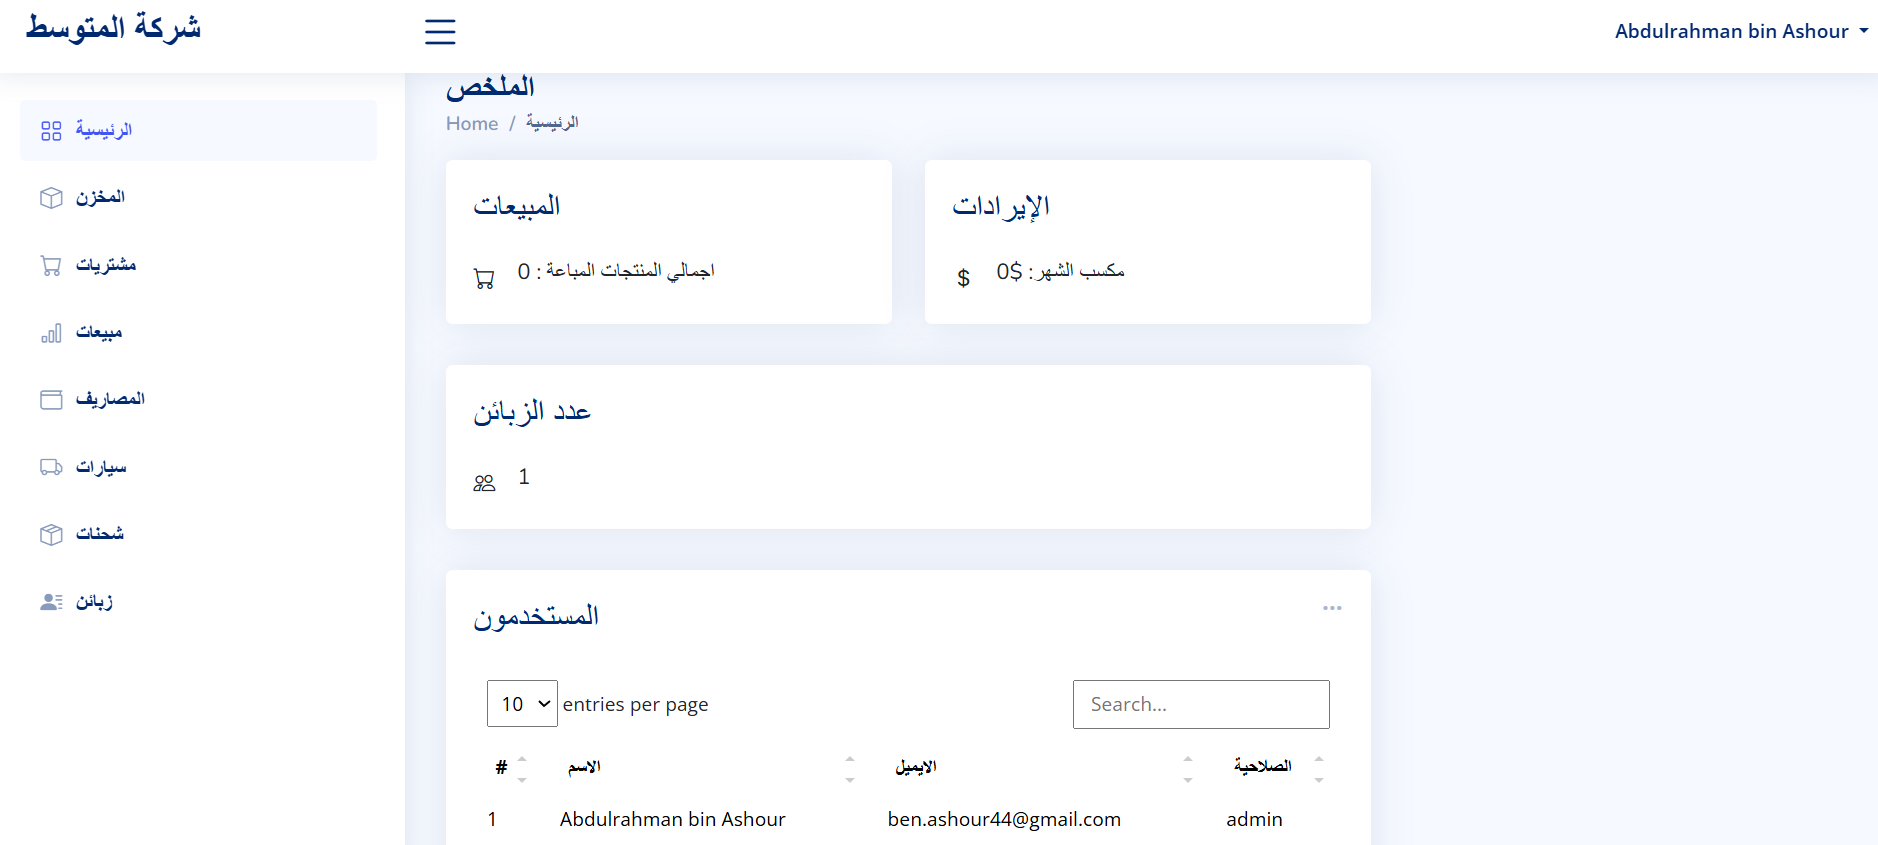 شركة المتوسط
Abdulrahman bin Ashour
الرئيسية
المخزن
مشتريات
مبيعات
المصاريف
سيارات
شحنات
زبائن
الملخص
Home / الرئيسية
المبيعات
اجمالي المنتجات المباعة : 0
الإيرادات
$
مكسب الشهر: $0
عدد الزبائن
1
المستخدمون
10 entries per page
Search...
# الاسم الايميل الصلاحية
1 Abdulrahman bin Ashour ben.ashour44@gmail.com admin